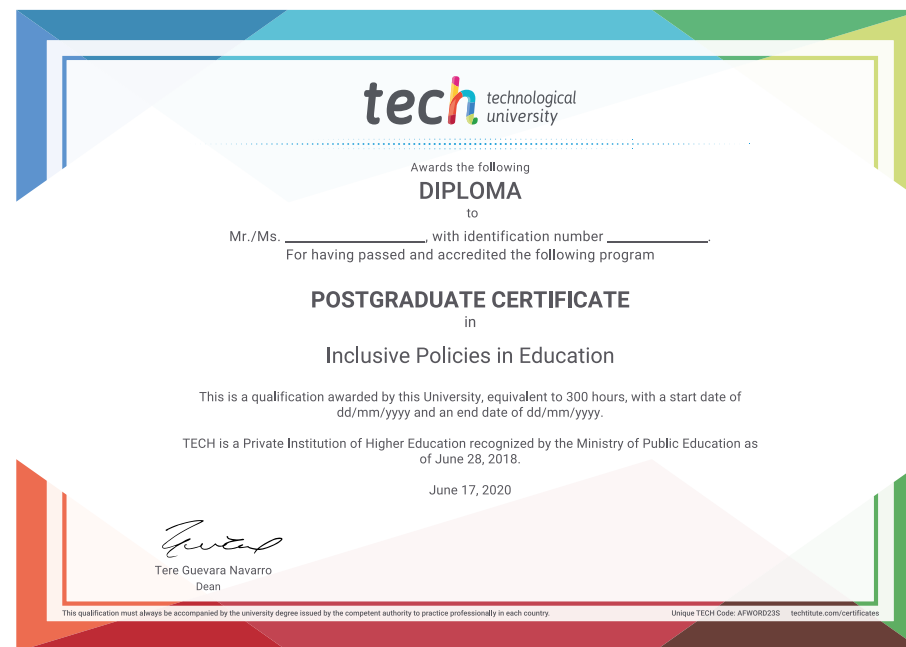 tech technological
university
Awards the following
DIPLOMA
to
Mr./Ms. ____________________, with identification number ______________.
For having passed and accredited the following program
POSTGRADUATE CERTIFICATE
in
Inclusive Policies in Education
This is a qualification awarded by this University, equivalent to 300 hours, with a start date of
dd/mm/yyyy and an end date of dd/mm/yyyy.
TECH is a Private Institution of Higher Education recognized by the Ministry of Public Education as
of June 28, 2018.
June 17, 2020
Tere Guevara Navarro
Dean
This qualification must always be accompanied by the university degree issued by the competent authority to practice professionally in each country.
Unique TECH Code: AFWORD23S techtitute.com/certificates